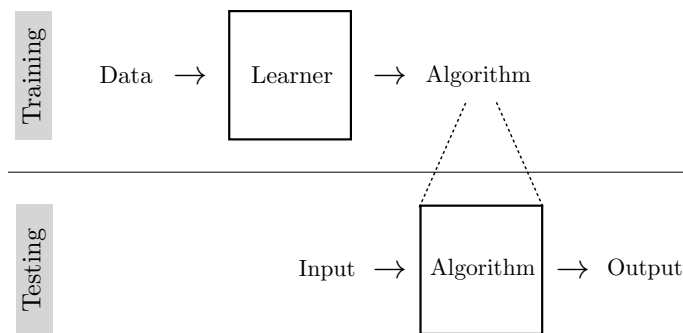 Training
Data → Learner → Algorithm
Testing
Input → Algorithm → Output